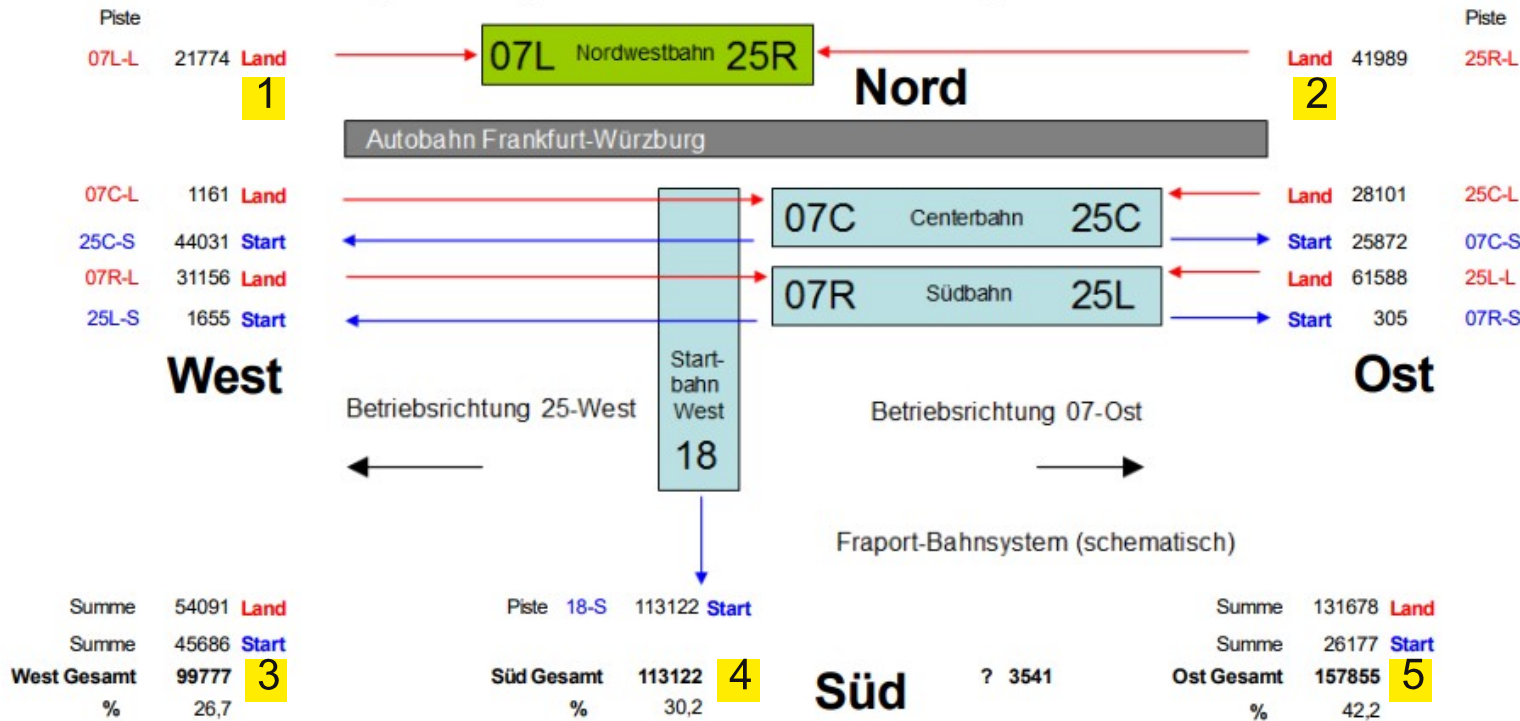 Piste
Piste
07L-L 21774 Land
07L Nordwestbahn 25R
Land 41989 25R-L
1
Nord
2
Autobahn Frankfurt-Würzburg
07C-L 1161 Land
Land 28101 25C-L
07C Centerbahn 25C
25C-S 44031 Start
Start 25872 07C-S
07R-L 31156 Land
Land 61588 25L-L
07R Südbahn 25L
25L-S 1655 Start
Start 305 07R-S
West
Start-
bahn
West
18
Ost
Betriebsrichtung 25-West
Betriebsrichtung 07-Ost
Fraport-Bahnsystem (schematisch)
Summe 54091 Land
Piste 18-S 113122 Start
Summe 131678 Land
Summe 45686 Start
Summe 26177 Start
West Gesamt 99777 3
Süd Gesamt 113122 4
Süd
? 3541
Ost Gesamt 157855 5
% 26,7
% 30,2
% 42,2